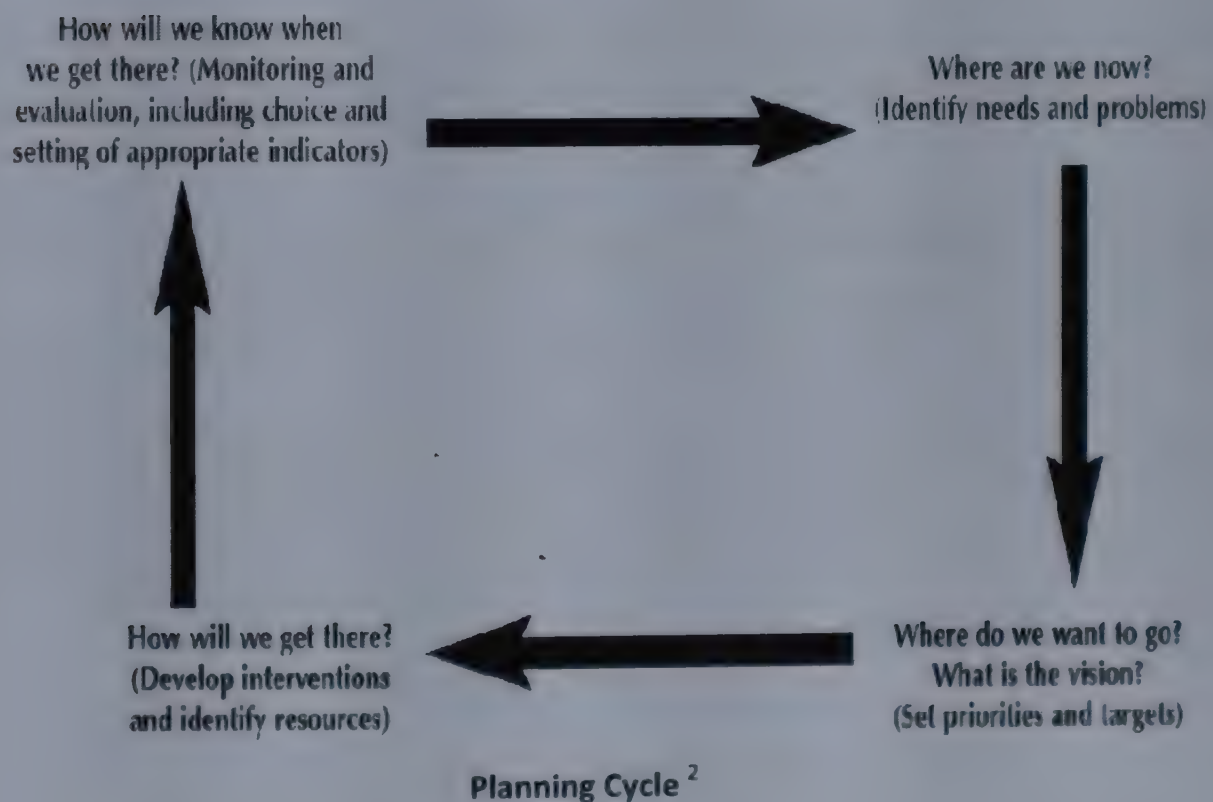 How will we know when
we get there? (Monitoring and
evaluation, including choice and
setting of appropriate indicators)
Where are we now?
(Identify needs and problems)
Where do we want to go?
What is the vision?
(Set priorities and targets)
How will we get there?
(Develop interventions
and identify resources)
Planning Cycle 2